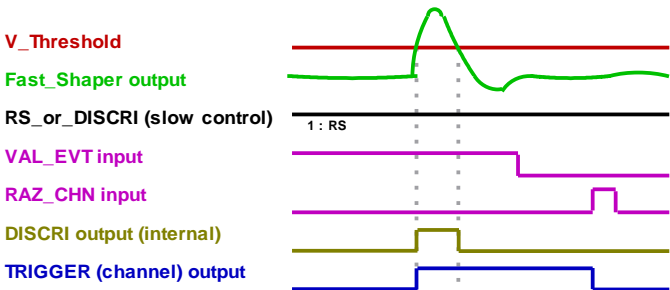 V_Threshold
Fast_Shaper output
RS_or_DISCRI (slow control)
1 : RS
VAL_EVT input
RAZ_CHN input
DISCRI output (internal)
TRIGGER (channel) output